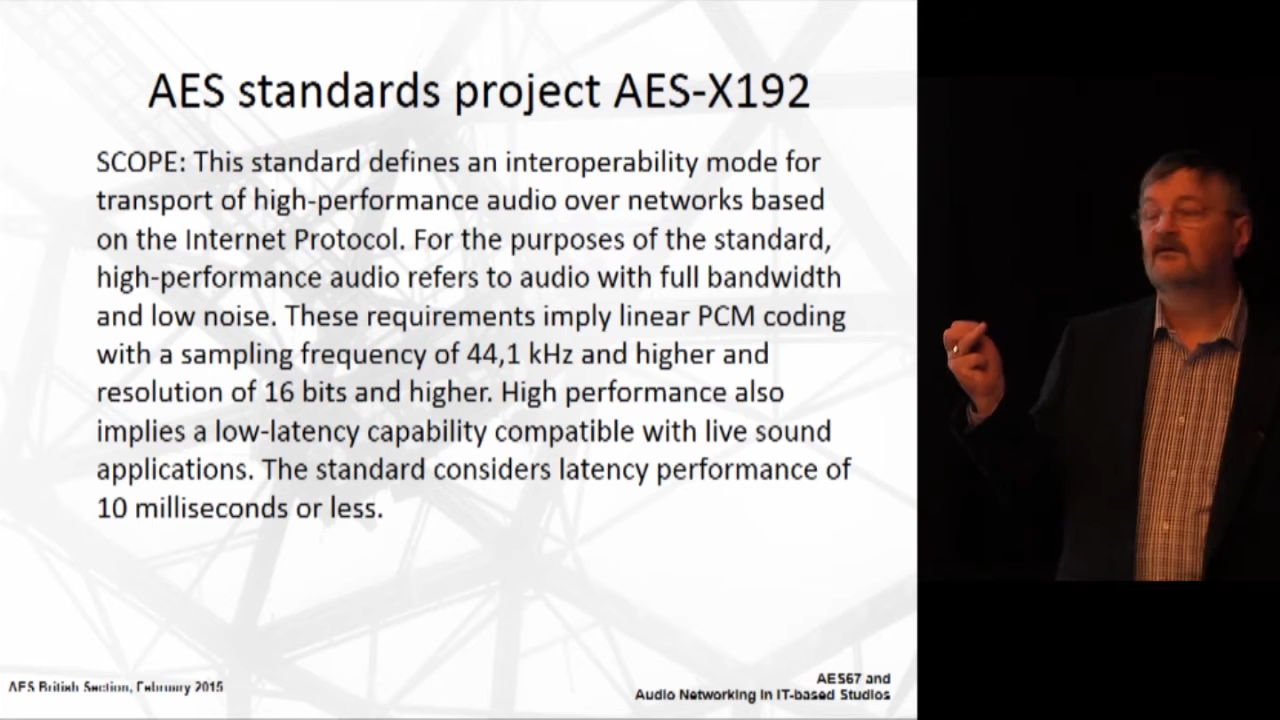 AES standards project AES-X192
SCOPE: This standard defines an interoperability mode for
transport of high-performance audio over networks based
on the Internet Protocol. For the purposes of the standard,
high-performance audio refers to audio with full bandwidth
and low noise. These requirements imply linear PCM coding
with a sampling frequency of 44,1 kHz and higher and
resolution of 16 bits and higher. High performance also
implies a low-latency capability compatible with live sound
applications. The standard considers latency performance of
10 milliseconds or less.
AES British Section, February 2015
AES67 and
Audio Networking in IT-based Studios